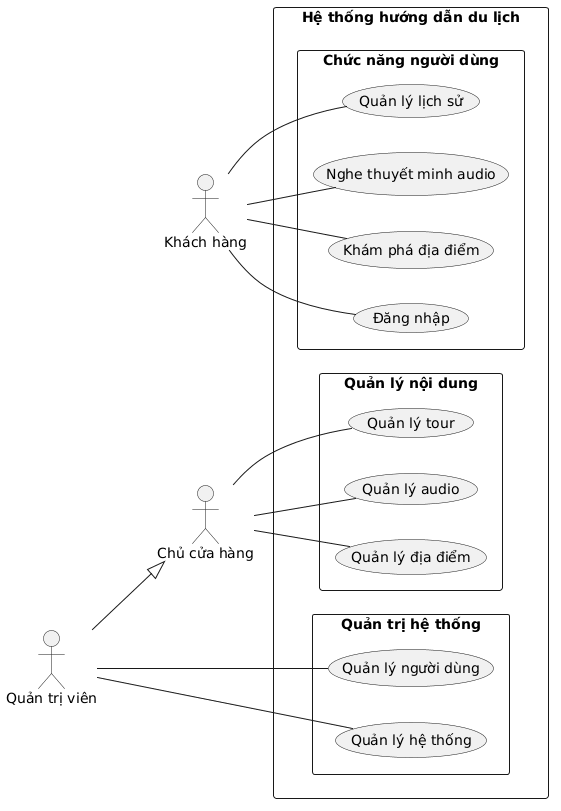 Hệ thống hướng dẫn du lịch
Chức năng người dùng
Quản lý lịch sử
Nghe thuyết minh audio
Khám phá địa điểm
Đăng nhập
Khách hàng
Quản lý nội dung
Quản lý tour
Quản lý audio
Quản lý địa điểm
Chủ cửa hàng
Quản trị hệ thống
Quản lý người dùng
Quản lý hệ thống
Quản trị viên